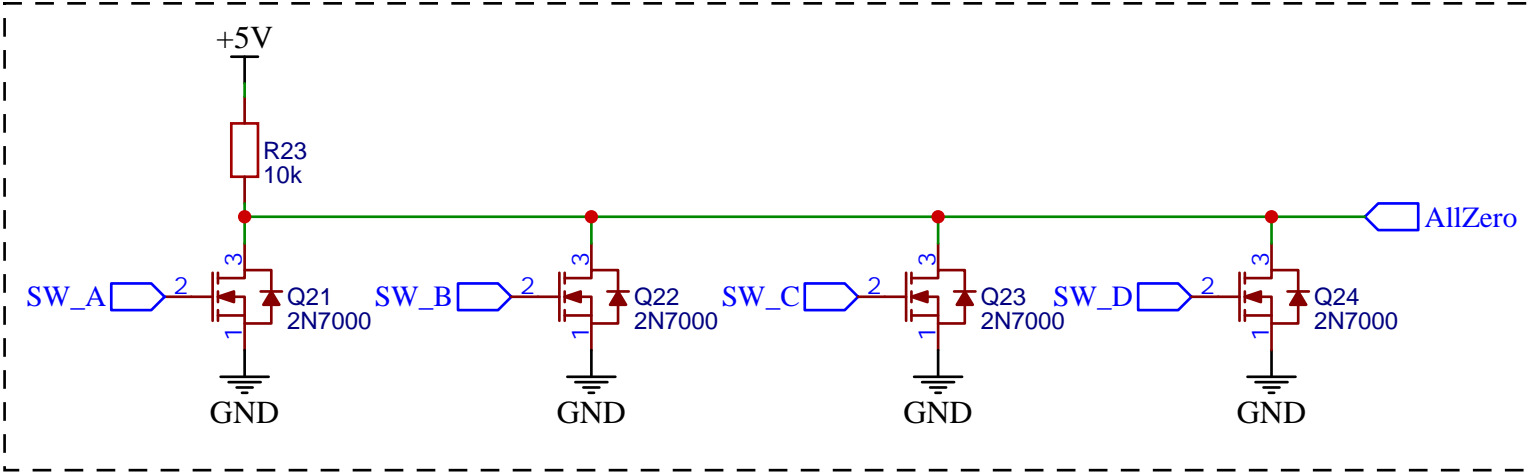 +5V
R23
10k
AllZero
3
3
3
3
SW_A
2
Q21
2N7000
SW_B
2
Q22
2N7000
SW_C
2
Q23
2N7000
SW_D
2
Q24
2N7000
1
1
1
1
GND
GND
GND
GND